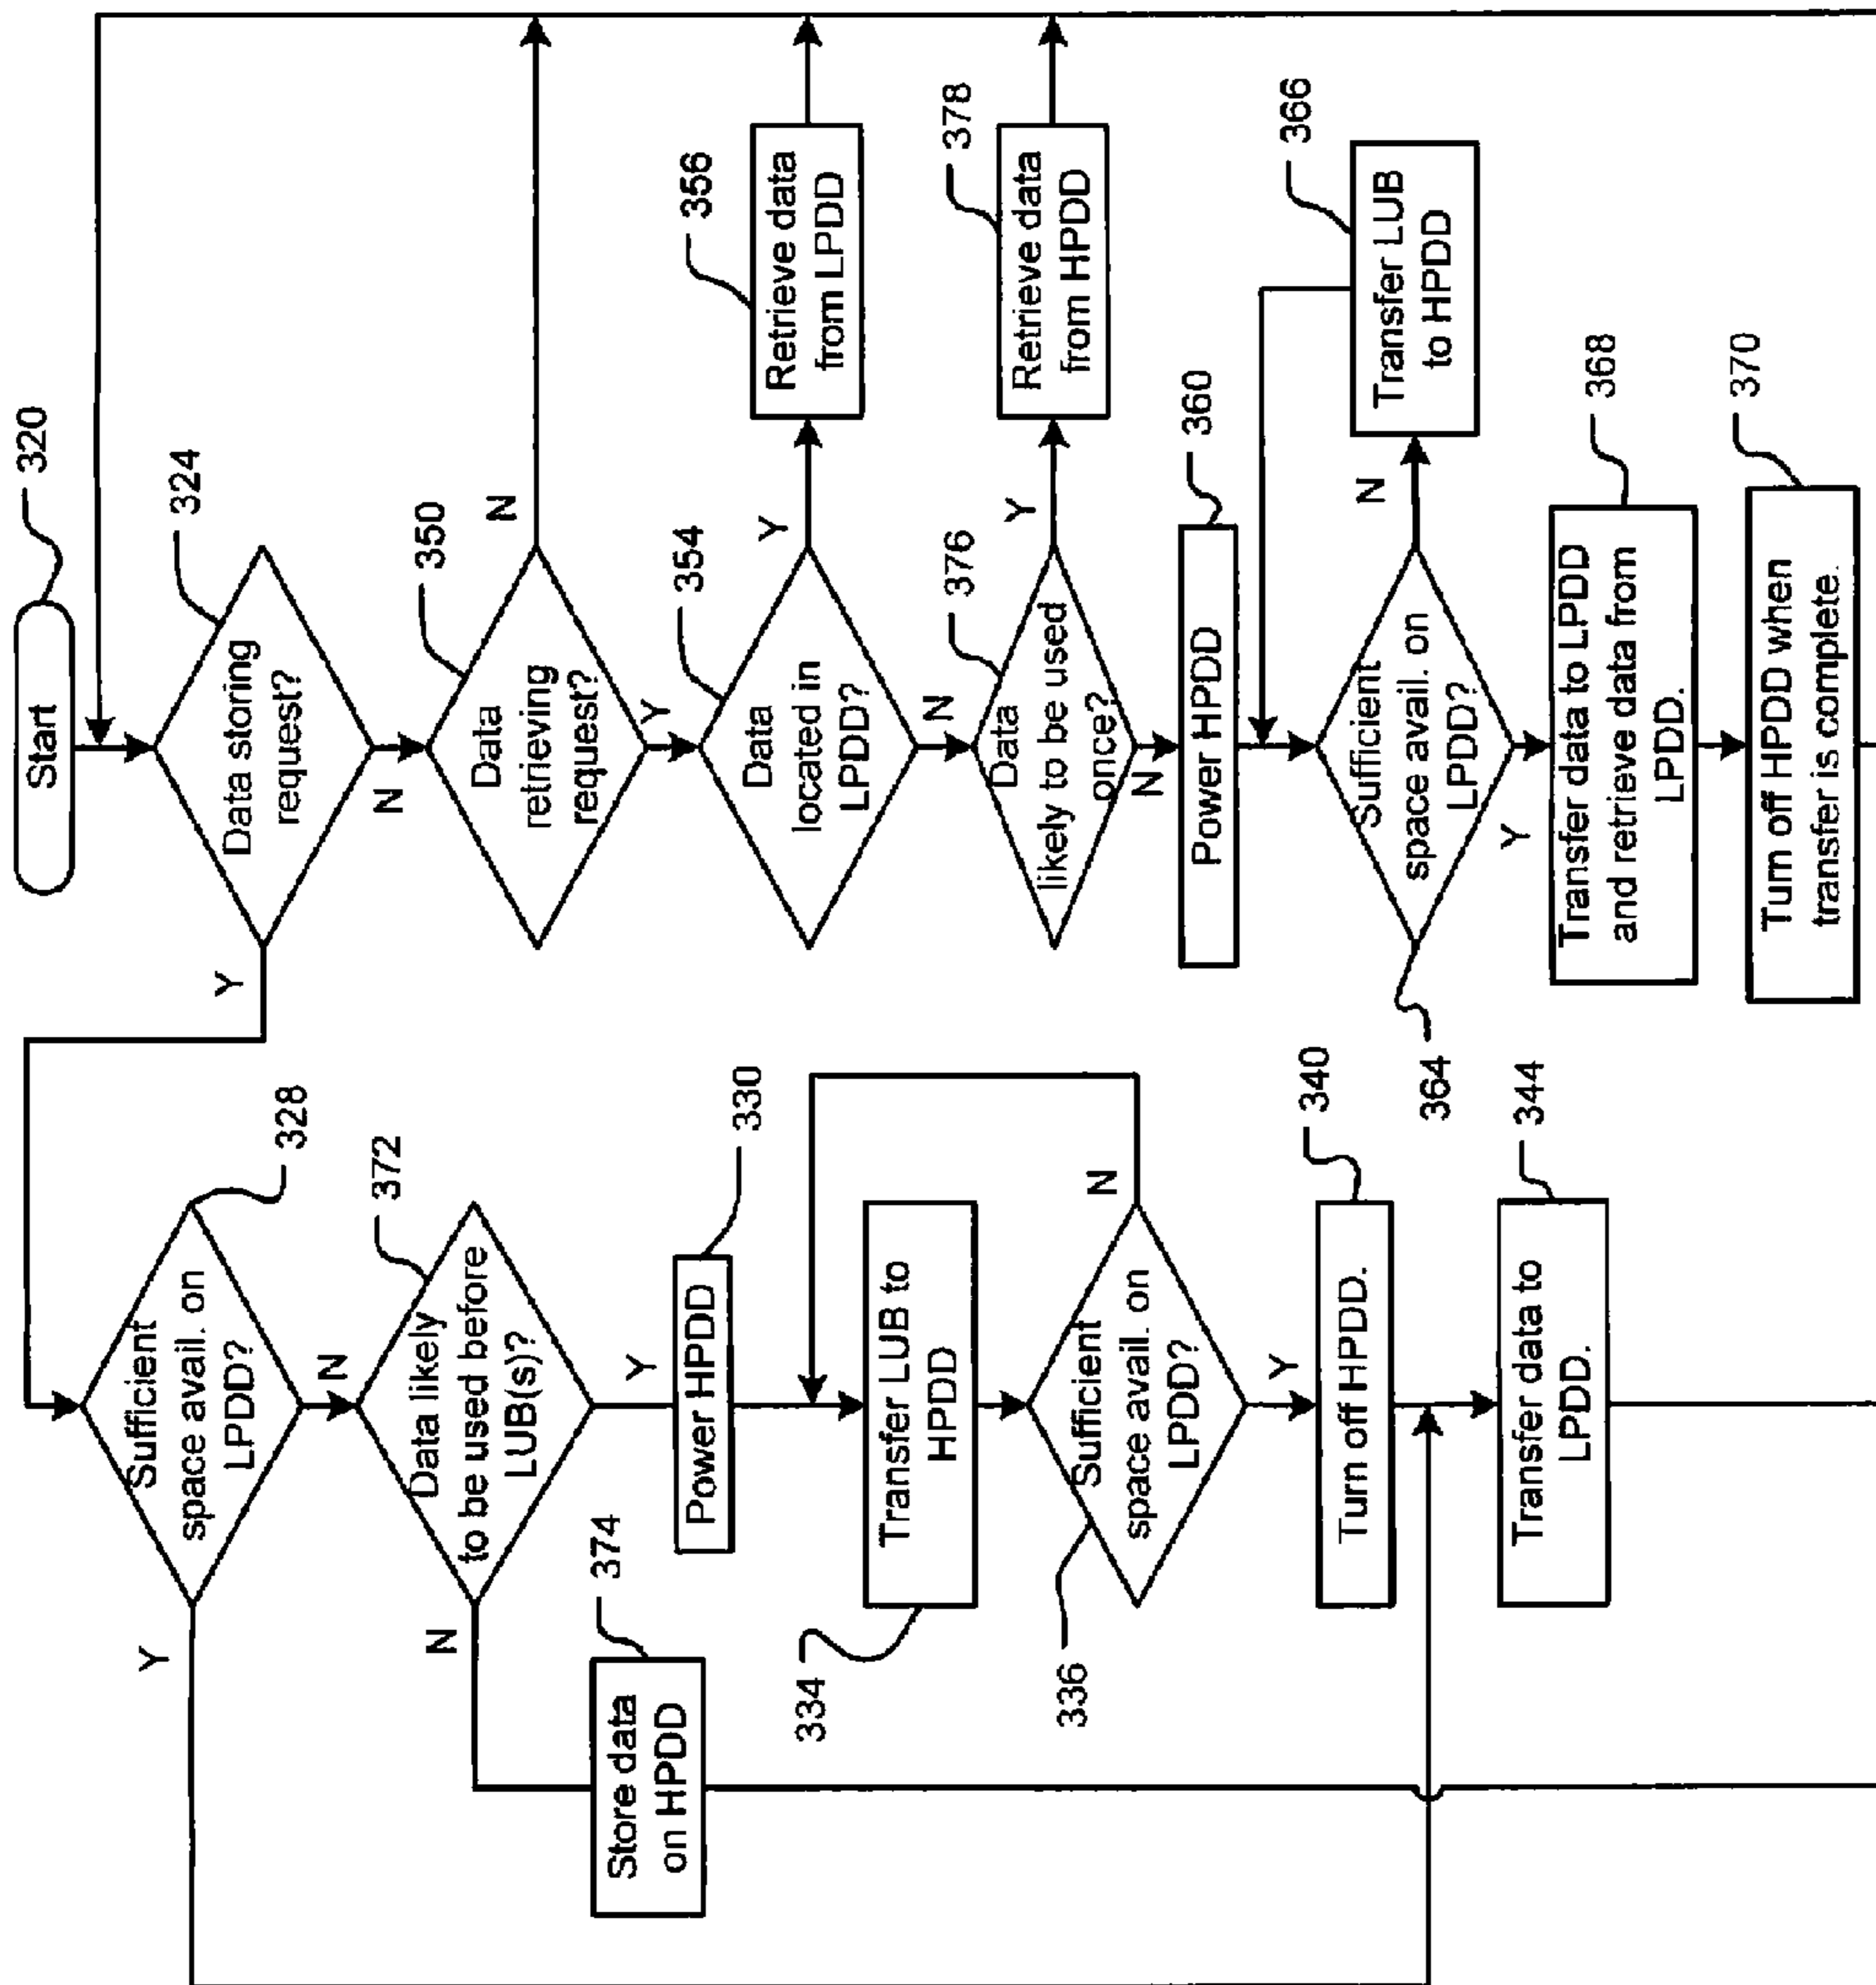 Start
320
Data storing
request?
324
Y
N
Data
retrieving
request?
350
N
Y
Data
located in
LPDD?
354
Y
N
Retrieve data
from LPDD
356
Data
likely to be used
once?
376
Y
N
Retrieve data
from HPDD
378
Power HPDD
360
Sufficient
space avail. on
LPDD?
364
N
Y
Transfer LUB
to HPDD
366
Transfer data to LPDD
and retrieve data from
LPDD.
368
Turn off HPDD when
transfer is complete.
370
Sufficient
space avail. on
LPDD?
328
Y
N
Data likely
to be used before
LUB(s)?
372
N
Y
Store data
on HPDD
374
Power HPDD
330
Transfer LUB to
HPDD
334
Sufficient
space avail. on
LPDD?
336
N
Y
Turn off HPDD.
340
Transfer data to
LPDD.
344